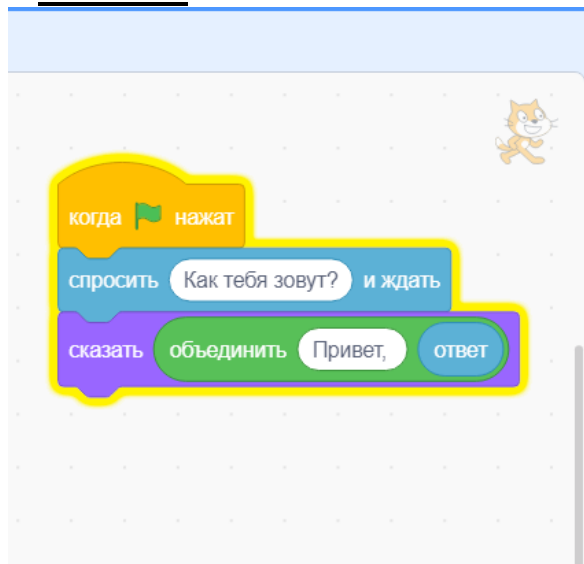 когда нажат
спросить Как тебя зовут? и ждать
сказать объединить Привет, ответ